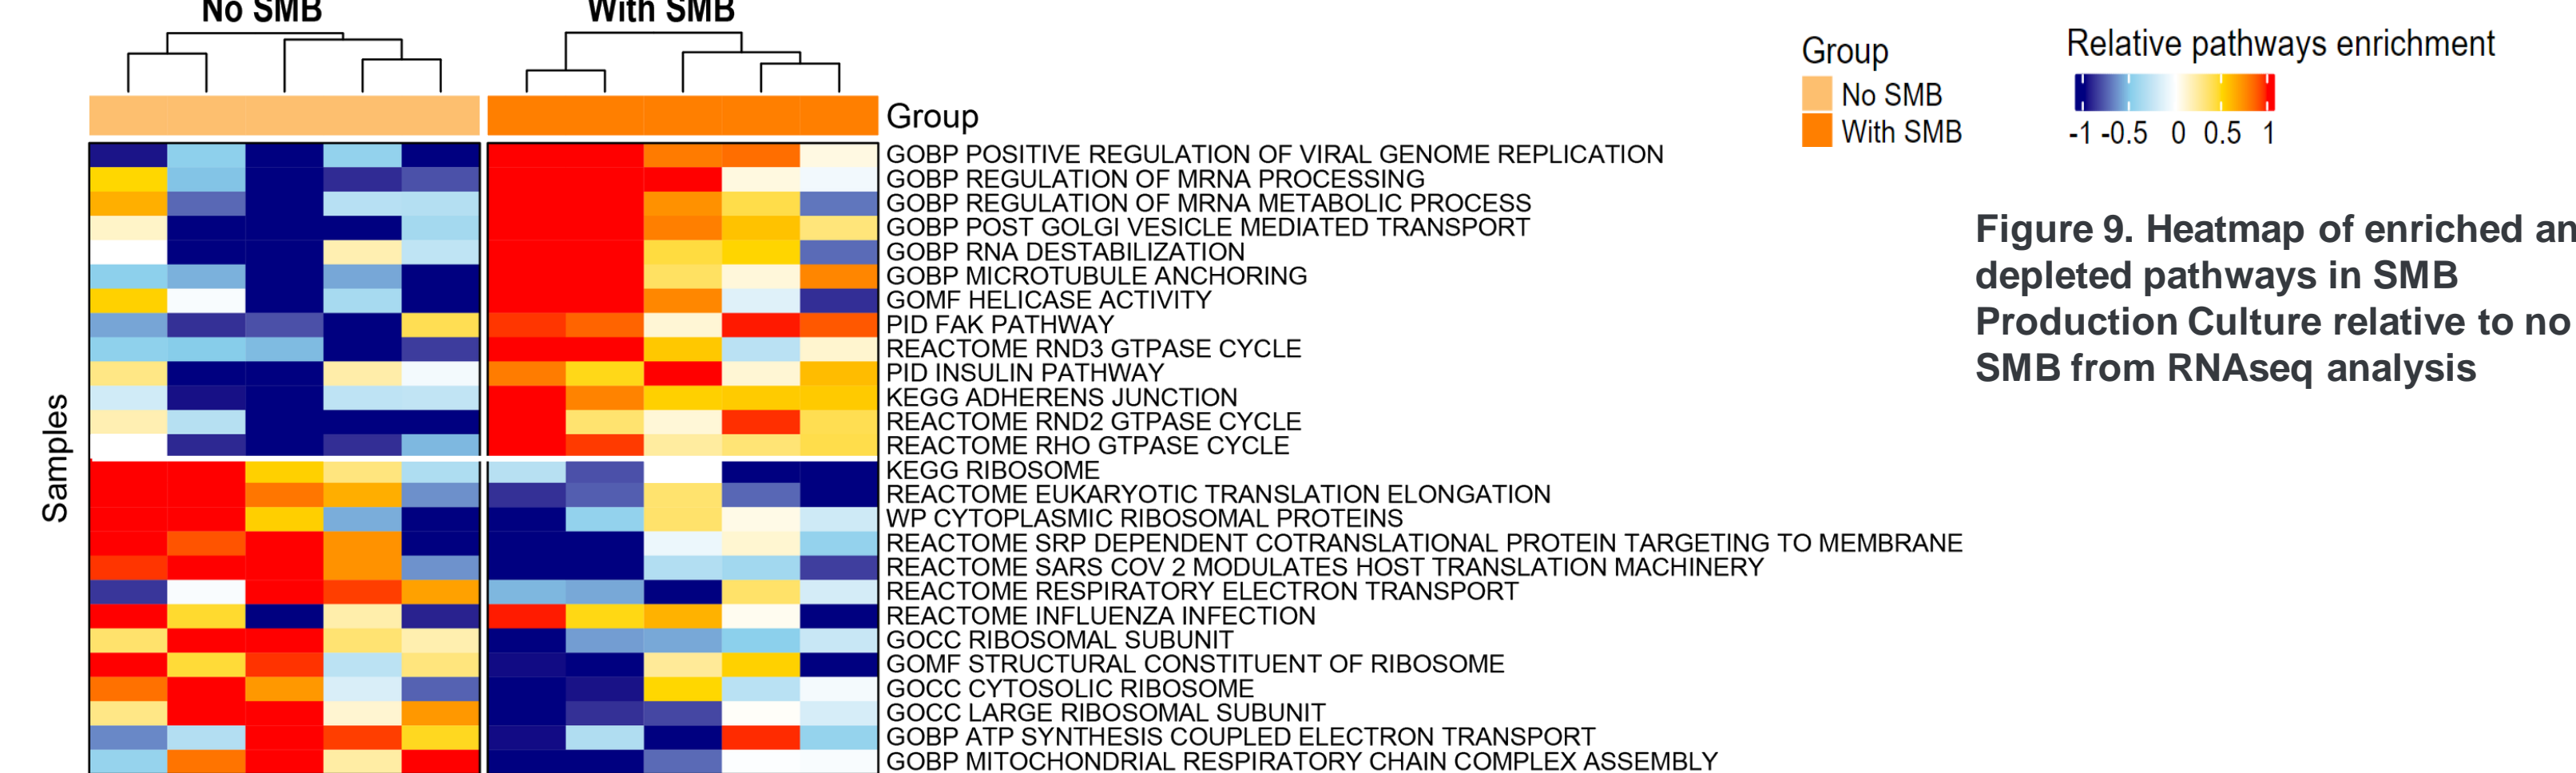 No SMB
With SMB
Group
GOBP POSITIVE REGULATION OF VIRAL GENOME REPLICATION
GOBP REGULATION OF MRNA PROCESSING
GOBP REGULATION OF MRNA METABOLIC PROCESS
GOBP POST GOLGI VESICLE MEDIATED TRANSPORT
GOBP RNA DESTABILIZATION
GOBP MICROTUBULE ANCHORING
GOMF HELICASE ACTIVITY
PID FAK PATHWAY
REACTOME RND3 GTPASE CYCLE
PID INSULIN PATHWAY
KEGG ADHERENS JUNCTION
REACTOME RND2 GTPASE CYCLE
REACTOME RHO GTPASE CYCLE
KEGG RIBOSOME
REACTOME EUKARYOTIC TRANSLATION ELONGATION
WP CYTOPLASMIC RIBOSOMAL PROTEINS
REACTOME SRP DEPENDENT COTRANSLATIONAL PROTEIN TARGETING TO MEMBRANE
REACTOME SARS COV 2 MODULATES HOST TRANSLATION MACHINERY
REACTOME RESPIRATORY ELECTRON TRANSPORT
REACTOME INFLUENZA INFECTION
GOCC RIBOSOMAL SUBUNIT
GOMF STRUCTURAL CONSTITUENT OF RIBOSOME
GOCC CYTOSOLIC RIBOSOME
GOCC LARGE RIBOSOMAL SUBUNIT
GOBP ATP SYNTHESIS COUPLED ELECTRON TRANSPORT
GOBP MITOCHONDRIAL RESPIRATORY CHAIN COMPLEX ASSEMBLY
Samples
Group
No SMB
With SMB
Relative pathways enrichment
-1 -0.5 0 0.5 1
Figure 9. Heatmap of enriched an
depleted pathways in SMB
Production Culture relative to no
SMB from RNAseq analysis